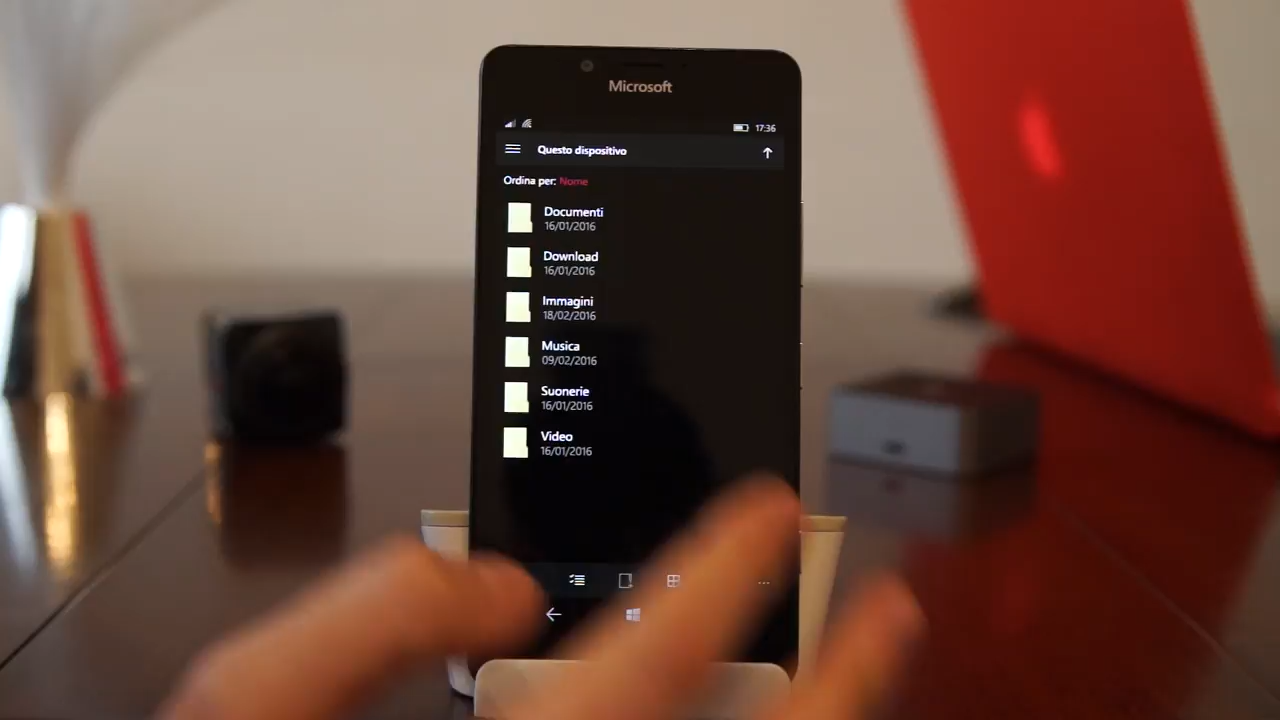 Microsoft
17:36
Questo dispositivo
Ordina per: Nome
Documenti
16/01/2016
Download
16/01/2016
Immagini
18/02/2016
Musica
09/02/2016
Suonerie
16/01/2016
Video
16/01/2016